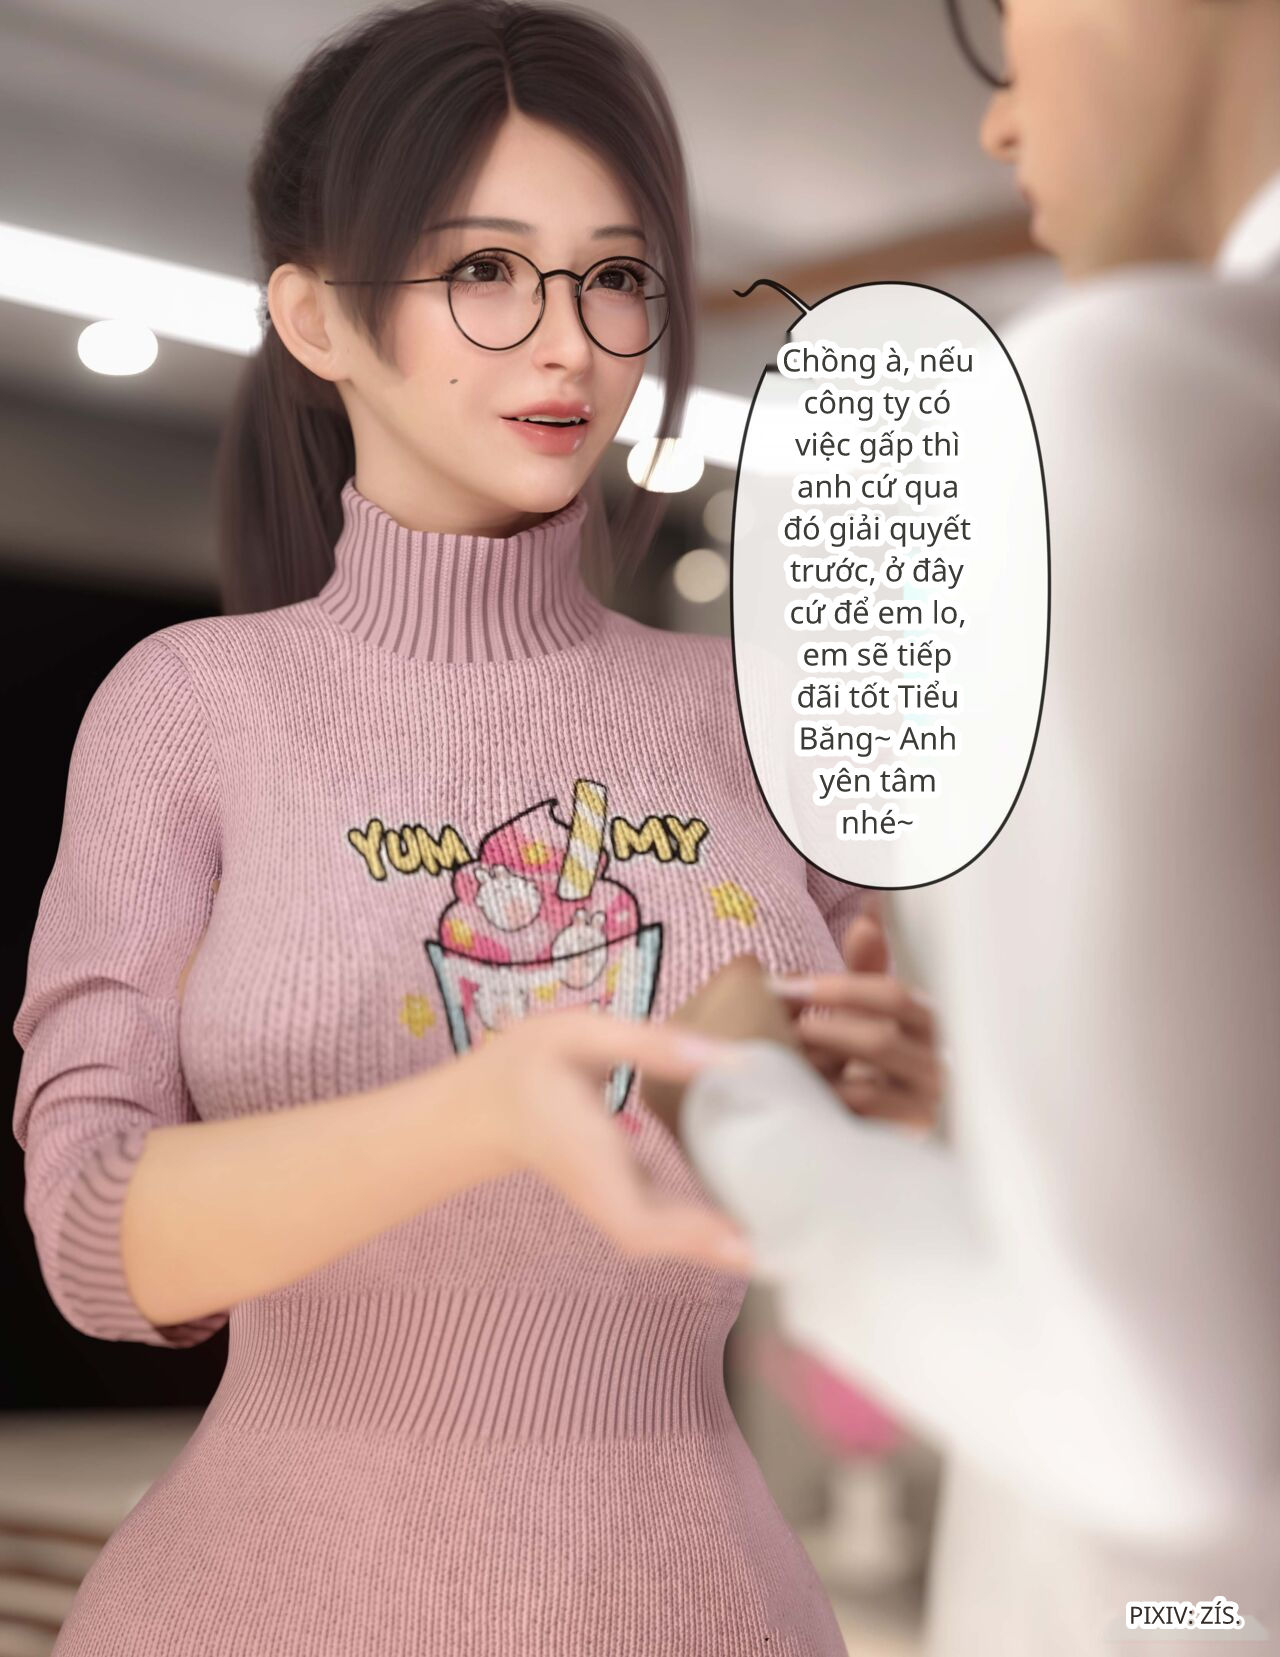 Chồng à, nếu
công ty có
việc gấp thì
anh cứ qua
đó giải quyết
trước, ở đây
cứ để em lo,
em sẽ tiếp
đãi tốt Tiểu
Băng~ Anh
yên tâm
nhé~
YUM MY
PIXIV: ZÍS.